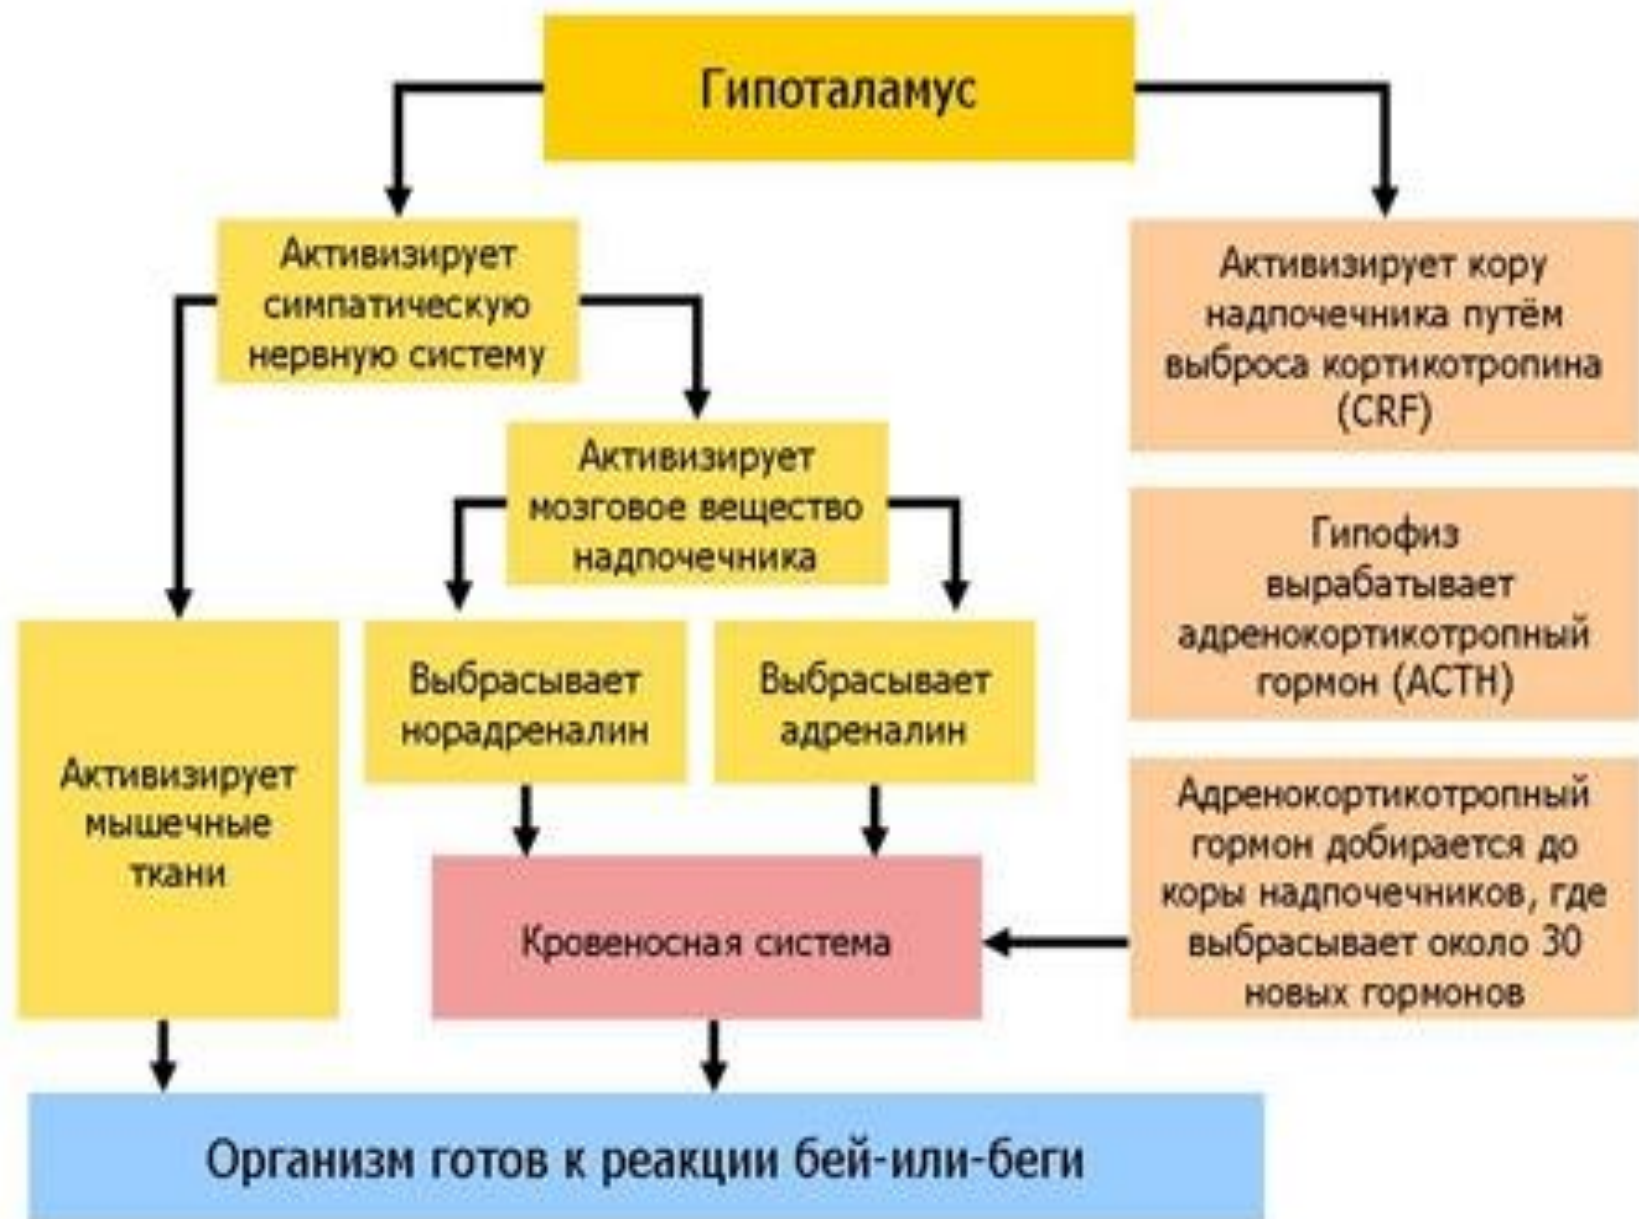 Гипоталамус
Активизирует
симпатическую
нервную систему
Активизирует
мозговое вещество
надпочечника
Активизирует
мышечные
ткани
Выбрасывает
норадреналин
Выбрасывает
адреналин
Кровеносная система
Активизирует кору
надпочечника путём
выброса кортикотропина
(CRF)
Гипофиз
вырабатывает
адренокортикотропный
гормон (ACTH)
Адренокортикотропный
гормон добирается до
коры надпочечников, где
выбрасывает около 30
новых гормонов
Организм готов к реакции бей-или-беги